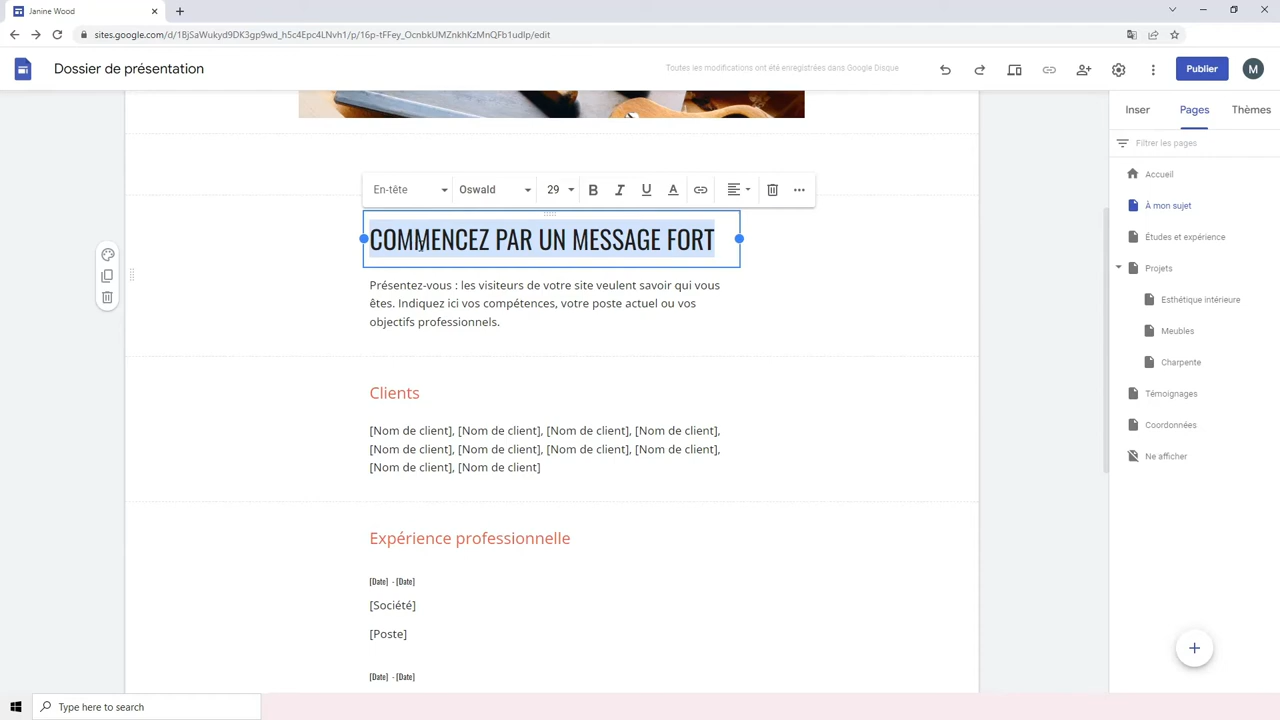 Janine Wood
sites.google.com/d/1BjSaWukyd9DK3gp9wd_h5c4Epc4LNvh1/p/16p-tFFey_OcnbkUMZnkhKzMnQFb1udIp/edit
Dossier de présentation
Toutes les modifications ont été enregistrées dans Google Disque
Publier
M
Inser
Pages
Thèmes
Filtrer les pages
Accueil
À mon sujet
Études et expérience
Projets
Esthétique intérieure
Meubles
Charpente
Témoignages
Coordonnées
Ne afficher
En-tête
Oswald
29
COMMENCEZ PAR UN MESSAGE FORT
Présentez-vous : les visiteurs de votre site veulent savoir qui vous
êtes. Indiquez ici vos compétences, votre poste actuel ou vos
objectifs professionnels.
Clients
[Nom de client], [Nom de client], [Nom de client], [Nom de client],
[Nom de client], [Nom de client], [Nom de client], [Nom de client],
[Nom de client], [Nom de client]
Expérience professionnelle
[Date] - [Date]
[Société]
[Poste]
[Date] - [Date]
Type here to search